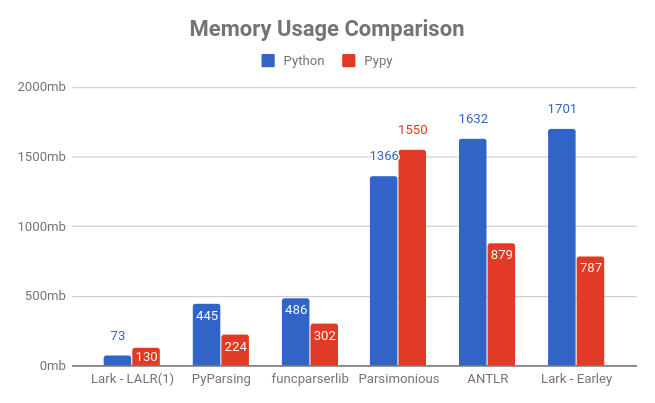 Memory Usage Comparison
Python Pypy
2000mb
1500mb
1000mb
500mb
0mb
73 130 445 224 486 302 1366 1550 1632 879 1701 787
Lark - LALR(1) PyParsing funcparserlib Parsimonious ANTLR Lark - Earley